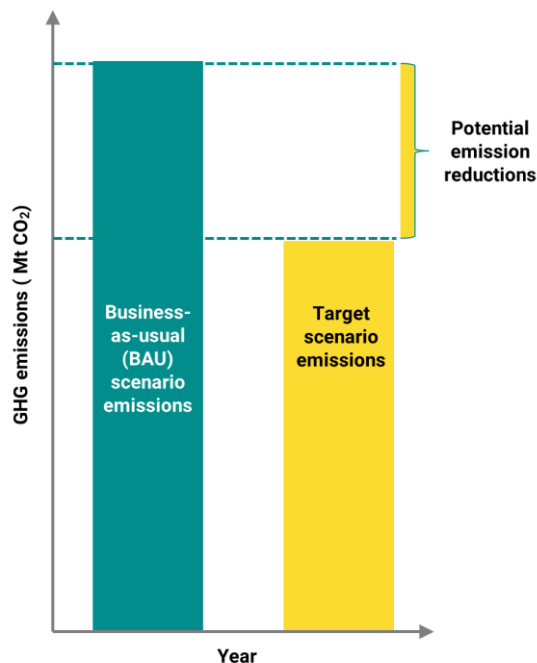 Potential
emission
reductions
GHG emissions ( Mt CO₂)
Business-
as-usual
(BAU)
scenario
emissions
Target
scenario
emissions
Year